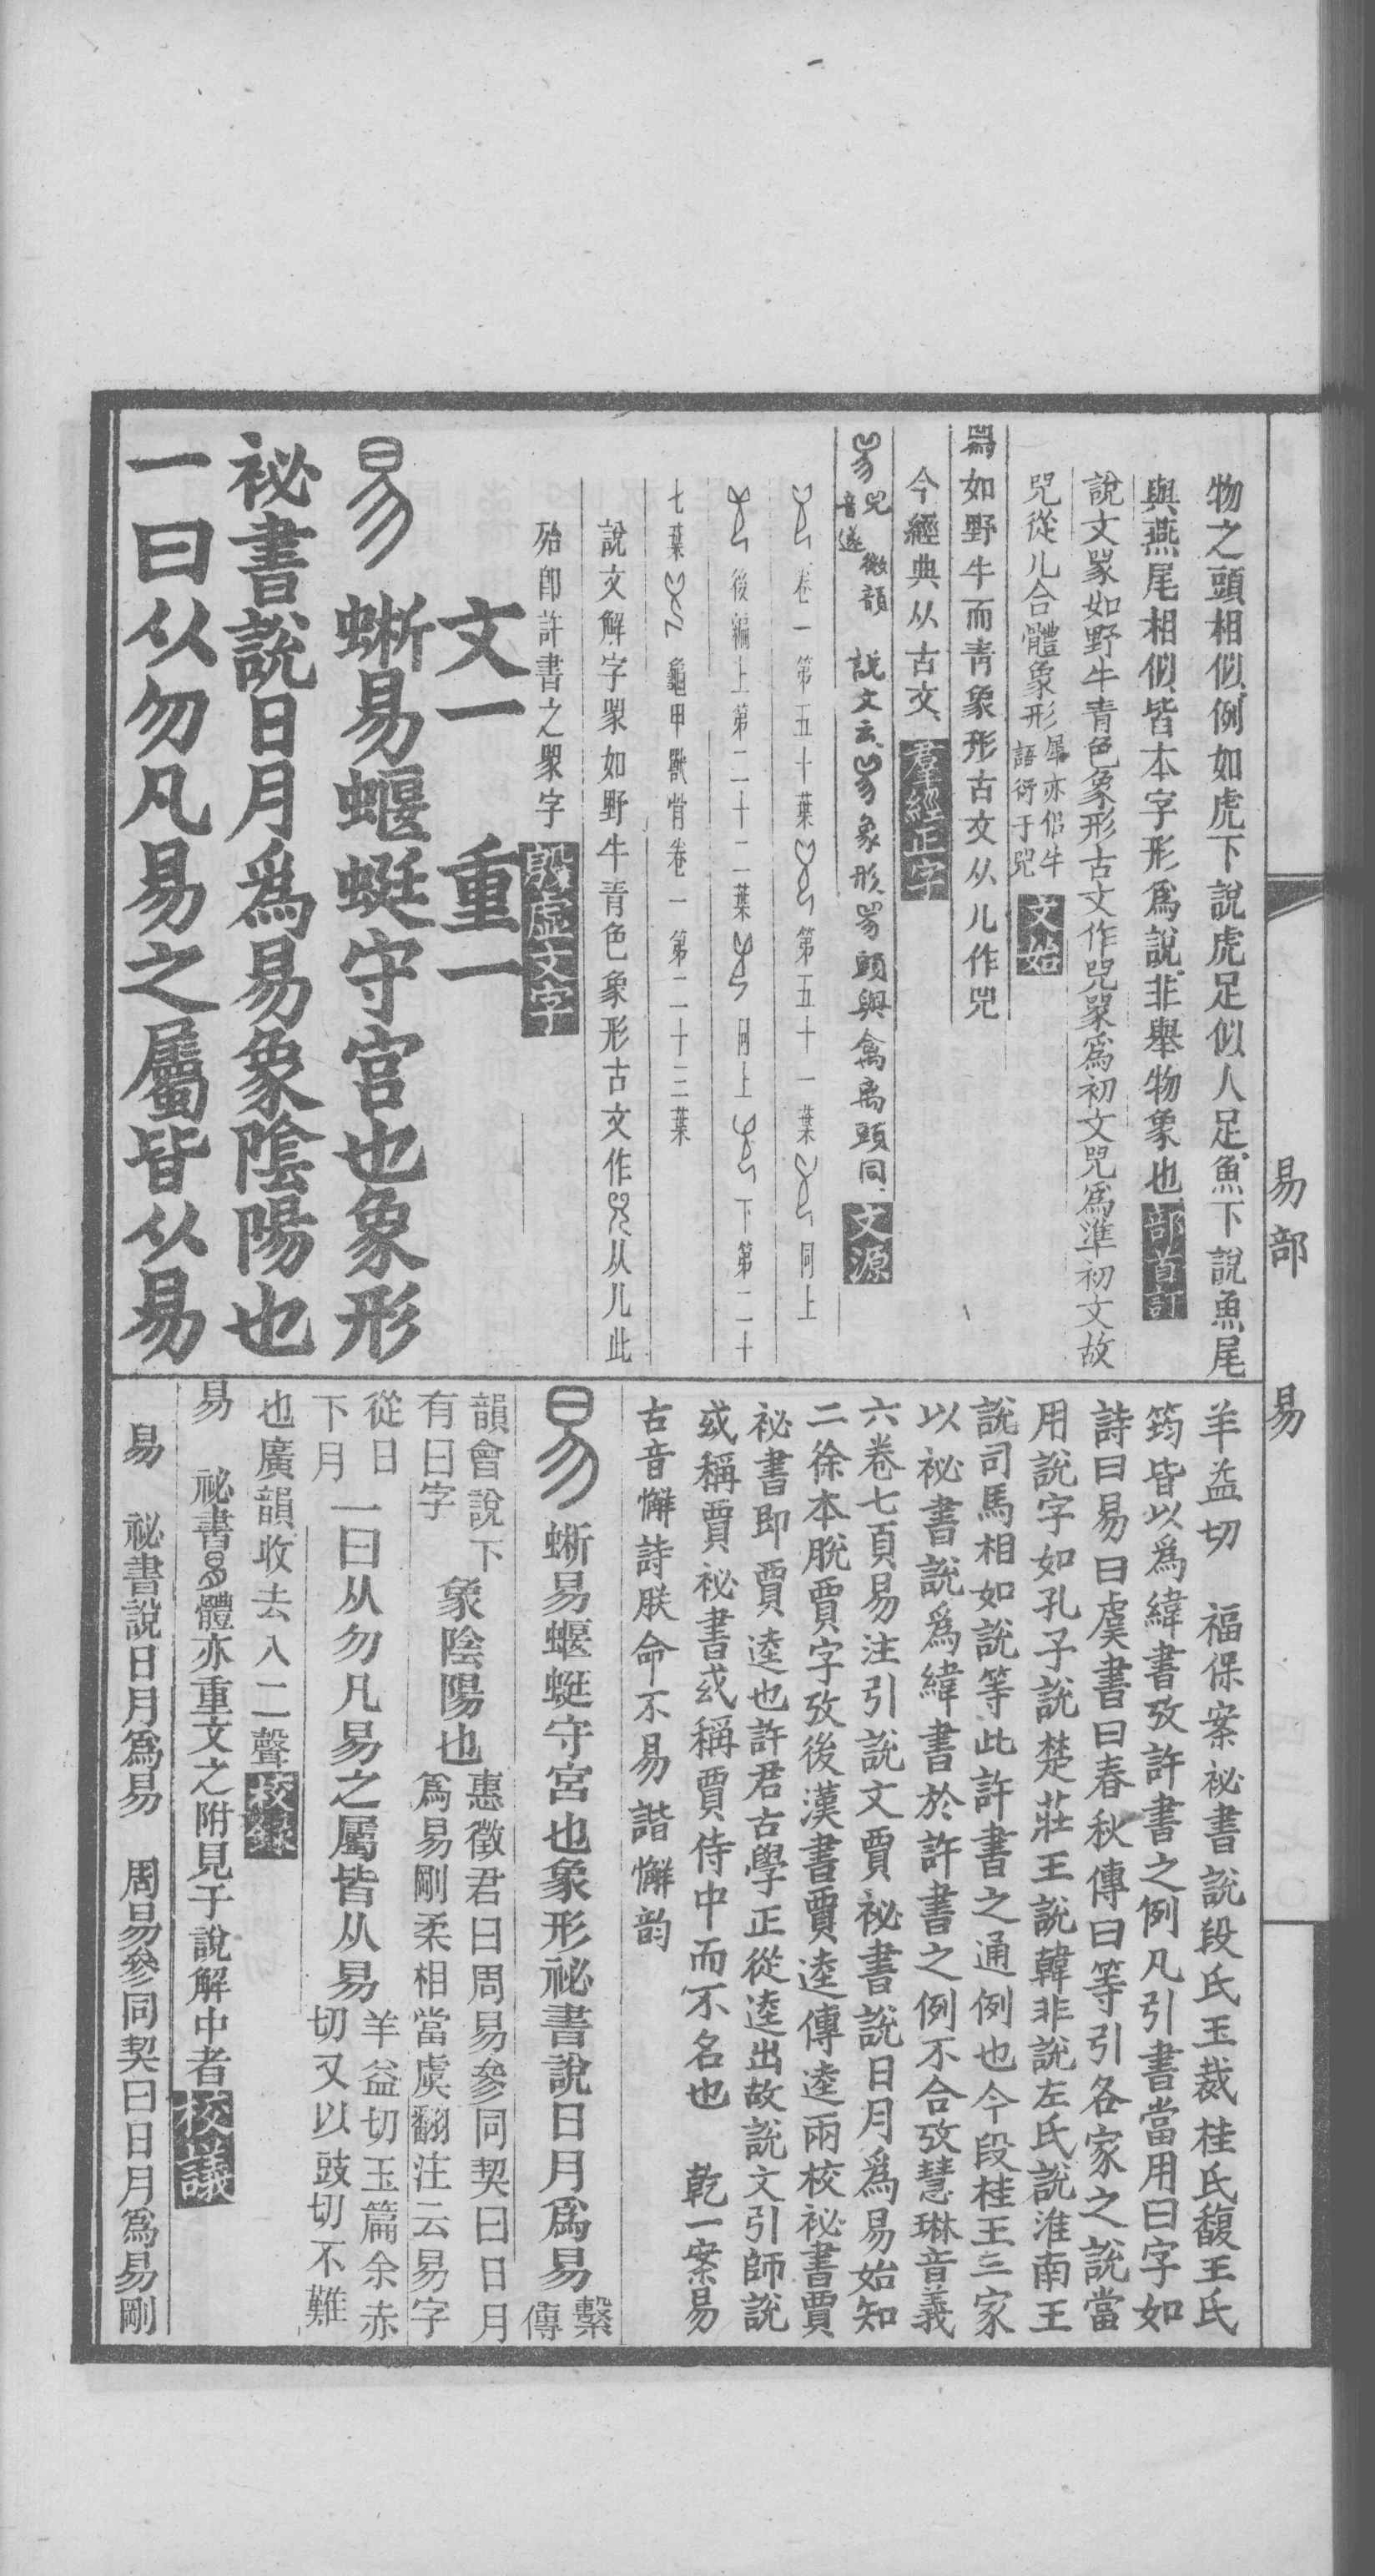 物之頭相似例如虎下說虎足似人足魚下說魚尾
與燕尾相似皆本字形爲說非舉物象也部首訂
說文𤉡如野牛青色象形古文作兕𤉡爲初文兕爲準初文故
兕從儿合體象形犀亦侣牛語衍于兕文始
𤉡如野牛而青象形古文从儿作兕
今經典从古文羣經正字
兕音遂微韻說文云象形頭與禽离頭同文源
卷一第五十葉第五十一葉同上
後編上第二十二葉同上下第二十
七葉龜甲獸骨卷一第二十三葉
說文解字𤉡如野牛青色象形古文作从儿此
殆卽許書之𤉡字殷虛文字
文一重一
易蜥易蝘蜓守宮也象形
祕書說日月爲易象陰陽也
一曰从勿凡易之屬皆从易
羊益切福保案祕書說段氏玉裁桂氏馥王氏
筠皆以爲緯書攷許書之例凡引書當用曰字如
詩曰易曰虞書曰春秋傳曰等引各家之說當
用說字如孔子說楚莊王說韓非說左氏說淮南王
說司馬相如說等此許書之通例也今段桂王三家
以祕書說爲緯書於許書之例不合攷慧琳音義
六卷七頁易注引說文賈祕書說日月爲易始知
二徐本脫賈字攷後漢書賈逵傳逵兩校祕書賈
祕書即賈逵也許君古學正從逵出故說文引師說
或稱賈祕書或稱賈侍中而不名也乾一案易
古音懈詩朕命不易諧懈韵
易蜥易蝘蜓守宮也象形祕書說日月爲易繫傳
韻會說下有曰字象陰陽也惠徵君曰周易參同契曰日月爲易剛柔相當虞翻注云易字
從日下月一曰从勿凡易之屬皆从易羊益切玉篇余赤切又以豉切不難
也廣韻收去入二聲校錄
易祕書體亦重文之附見于說解中者校議
易祕書說日月爲易周易參同契曰日月爲易剛
易部易